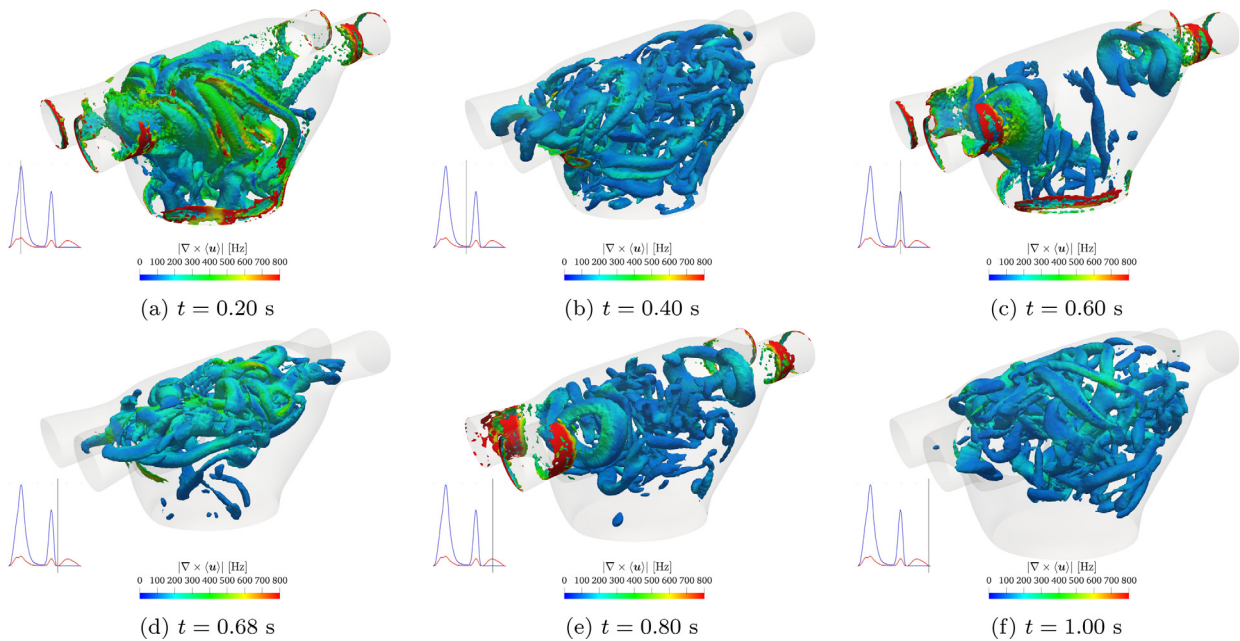 |∇ × ⟨u⟩| [Hz]
0 100 200 300 400 500 600 700 800
(a) t = 0.20 s
|∇ × ⟨u⟩| [Hz]
0 100 200 300 400 500 600 700 800
(b) t = 0.40 s
|∇ × ⟨u⟩| [Hz]
0 100 200 300 400 500 600 700 800
(c) t = 0.60 s
|∇ × ⟨u⟩| [Hz]
0 100 200 300 400 500 600 700 800
(d) t = 0.68 s
|∇ × ⟨u⟩| [Hz]
0 100 200 300 400 500 600 700 800
(e) t = 0.80 s
|∇ × ⟨u⟩| [Hz]
0 100 200 300 400 500 600 700 800
(f) t = 1.00 s